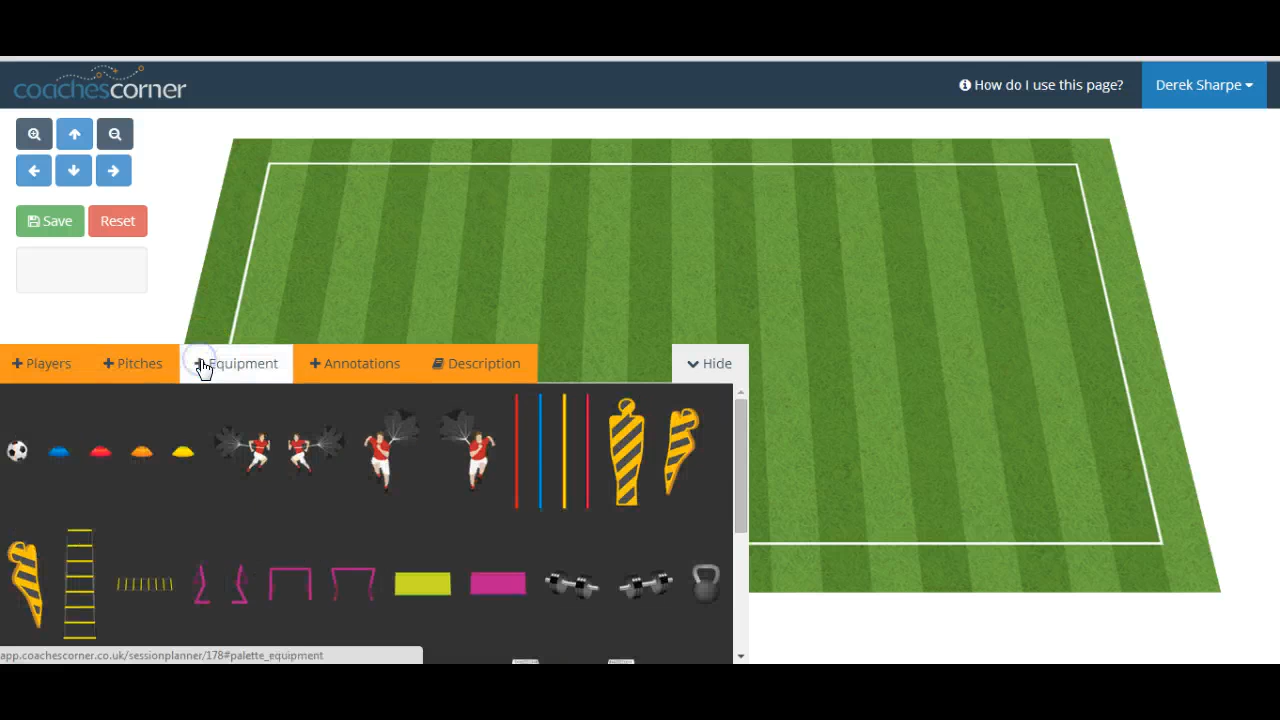 coachescorner
How do I use this page?
Derek Sharpe
Save
Reset
Players
Pitches
Equipment
Annotations
Description
Hide
app.coachescorner.co.uk/sessionplanner/178#palette_equipment